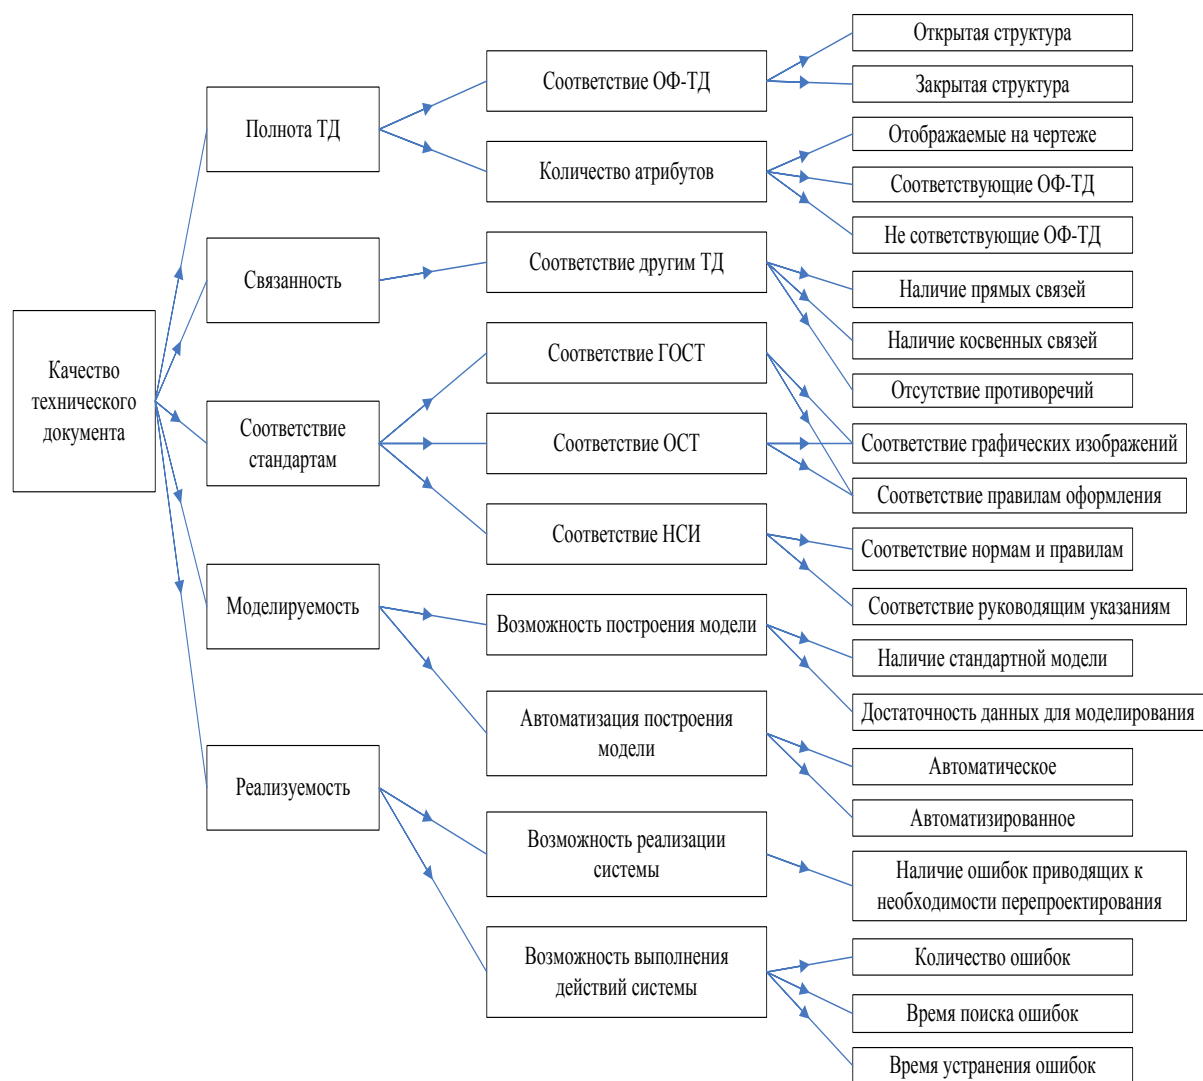 Качество
технического
документа
Полнота ТД
Связанность
Соответствие
стандартам
Моделируемость
Реализуемость
Соответствие ОФ-ТД
Количество атрибутов
Соответствие другим ТД
Соответствие ГОСТ
Соответствие ОСТ
Соответствие НСИ
Возможность построения модели
Автоматизация построения
модели
Возможность реализации
системы
Возможность выполнения
действий системы
Открытая структура
Закрытая структура
Отображаемые на чертеже
Соответствующие ОФ-ТД
Не сответствующие ОФ-ТД
Наличие прямых связей
Наличие косвенных связей
Отсутствие противоречий
Соответствие графических изображений
Соответствие правилам оформления
Соответствие нормам и правилам
Соответствие руководящим указаниям
Наличие стандартной модели
Достаточность данных для моделирования
Автоматическое
Автоматизированное
Наличие ошибок приводящих к
необходимости перепроектирования
Количество ошибок
Время поиска ошибок
Время устранения ошибок